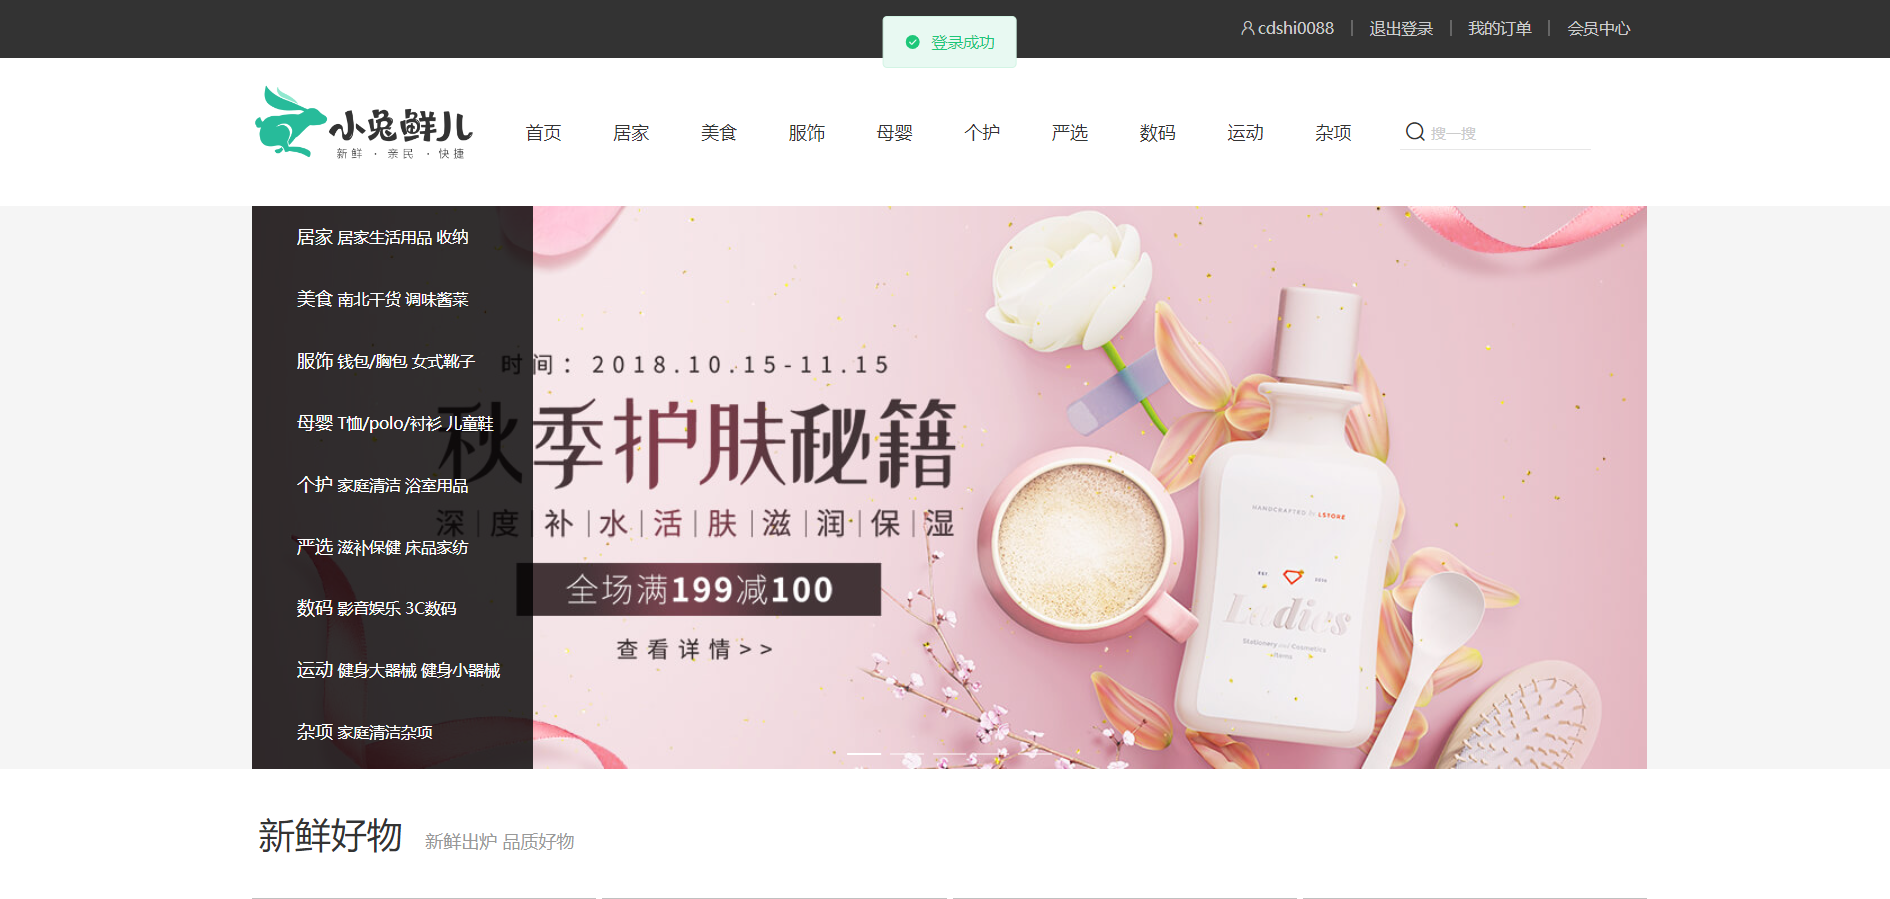 登录成功
cdshi0088 | 退出登录 | 我的订单 | 会员中心
小兔鲜儿
新鲜 · 亲民 · 快捷
首页 居家 美食 服饰 母婴 个护 严选 数码 运动 杂项
搜一搜
居家 居家生活用品 收纳
美食 南北干货 调味酱菜
服饰 钱包/胸包 女式靴子
母婴 T恤/polo/衬衫 儿童鞋
个护 家庭清洁 浴室用品
严选 滋补保健 床品家纺
数码 影音娱乐 3C数码
运动 健身大器械 健身小器械
杂项 家庭清洁杂项
时间：2018.10.15-11.15
秋季护肤秘籍
深度|补|水|活|肤|滋|润|保|湿
全场满199减100
查看详情>>
HANDCRAFTED by LSTORE
EST
Ladies
Stationery and Cosmetics
Items
新鲜好物 新鲜出炉 品质好物